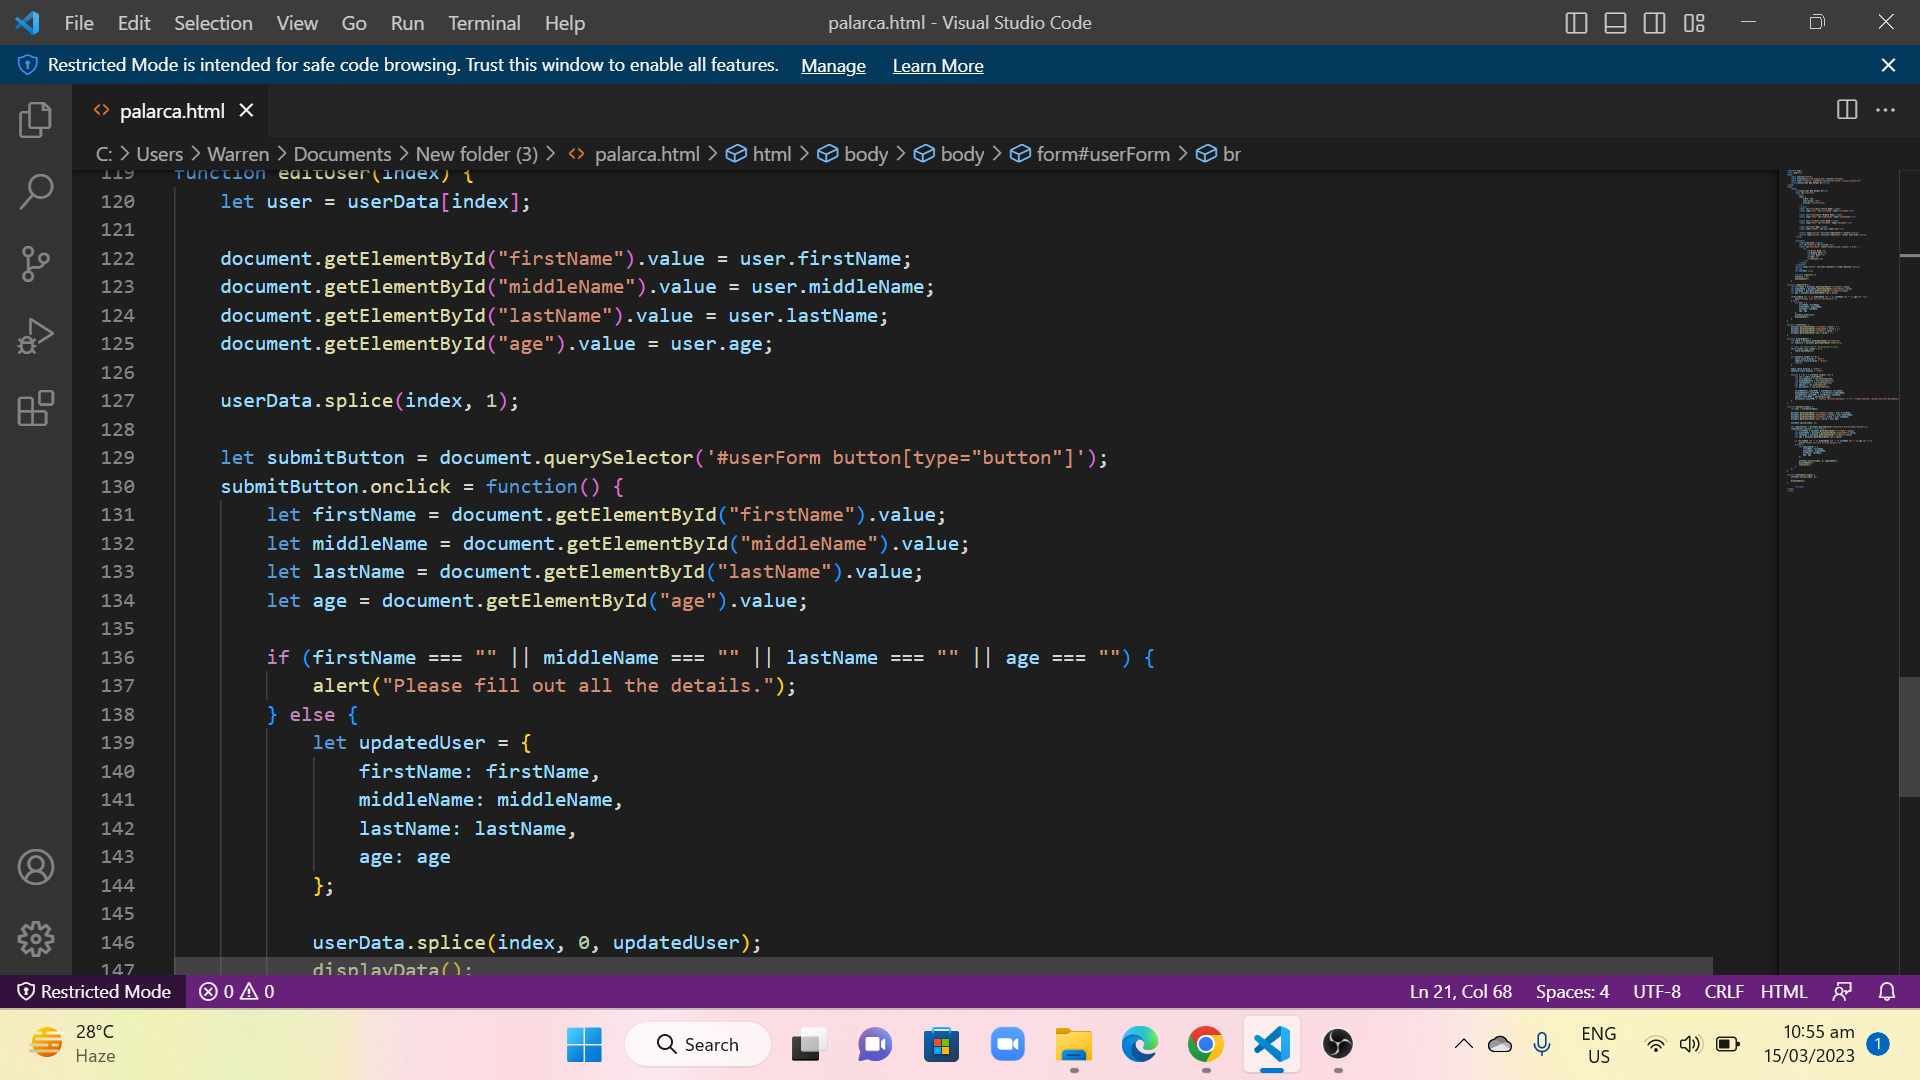 File Edit Selection View Go Run Terminal Help palarca.html - Visual Studio Code
Restricted Mode is intended for safe code browsing. Trust this window to enable all features. Manage Learn More
palarca.html
C: > Users > Warren > Documents > New folder (3) > palarca.html > html > body > body > form#userForm > br
119 function editUser(index) {
120 let user = userData[index];
121
122 document.getElementById("firstName").value = user.firstName;
123 document.getElementById("middleName").value = user.middleName;
124 document.getElementById("lastName").value = user.lastName;
125 document.getElementById("age").value = user.age;
126
127 userData.splice(index, 1);
128
129 let submitButton = document.querySelector('#userForm button[type="button"]');
130 submitButton.onclick = function() {
131 let firstName = document.getElementById("firstName").value;
132 let middleName = document.getElementById("middleName").value;
133 let lastName = document.getElementById("lastName").value;
134 let age = document.getElementById("age").value;
135
136 if (firstName === "" || middleName === "" || lastName === "" || age === "") {
137 alert("Please fill out all the details.");
138 } else {
139 let updatedUser = {
140 firstName: firstName,
141 middleName: middleName,
142 lastName: lastName,
143 age: age
144 };
145
146 userData.splice(index, 0, updatedUser);
147 displayData();
Restricted Mode 0 0 Ln 21, Col 68 Spaces: 4 UTF-8 CRLF HTML
28°C
Haze
Search
ENG
US
10:55 am
15/03/2023
1